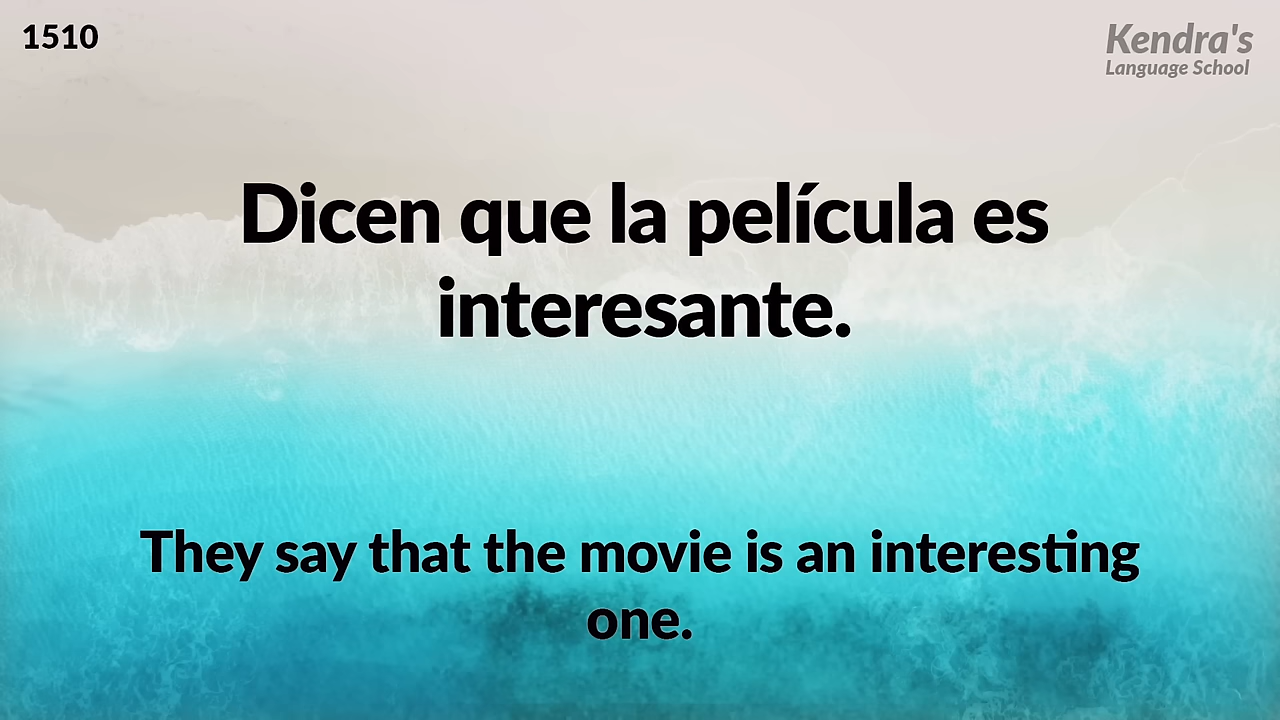 1510
Kendra's
Language School
Dicen que la película es
interesante.
They say that the movie is an interesting
one.